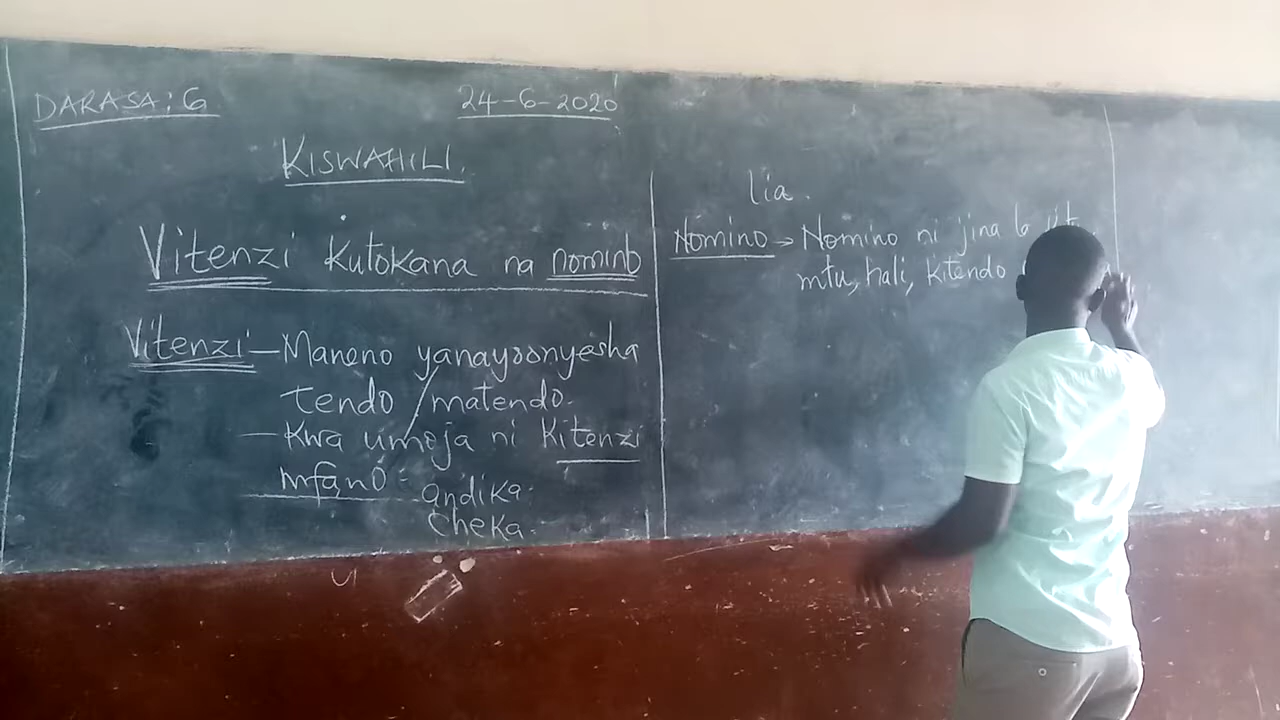 DARASA: 6
24-6-2020
KISWAHILI.
Vitenzi kutokana na nomino
Vitenzi — Maneno yanayoonyesha
tendo / matendo.
— Kwa umoja ni kitenzi
mfano - andika.
cheka.
lia.
Nomino → Nomino ni jina la
mtu, hali, kitendo